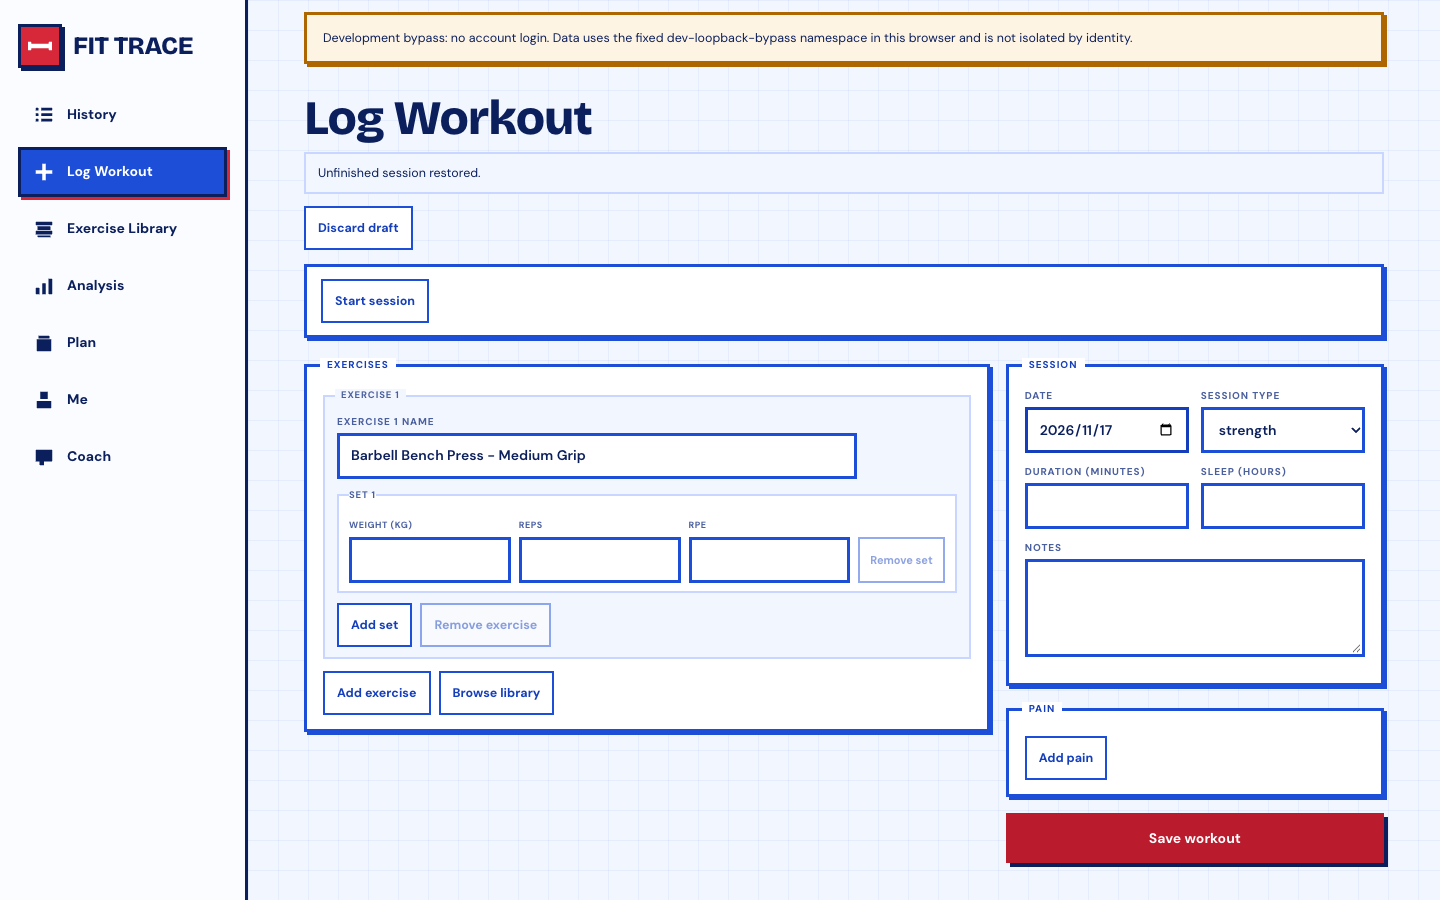 FIT TRACE
History
Log Workout
Exercise Library
Analysis
Plan
Me
Coach
Development bypass: no account login. Data uses the fixed dev-loopback-bypass namespace in this browser and is not isolated by identity.
Log Workout
Unfinished session restored.
Discard draft
Start session
EXERCISES
EXERCISE 1
EXERCISE 1 NAME
Barbell Bench Press - Medium Grip
SET 1
WEIGHT (KG) REPS RPE
Remove set
Add set Remove exercise
Add exercise Browse library
SESSION
DATE SESSION TYPE
2026/11/17 strength
DURATION (MINUTES) SLEEP (HOURS)
NOTES
PAIN
Add pain
Save workout